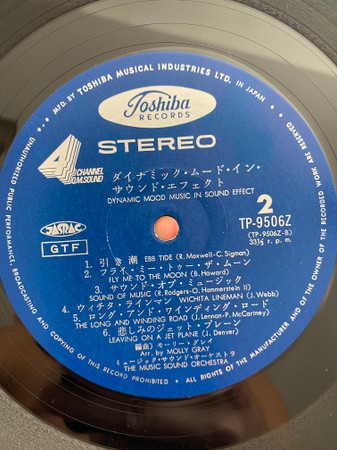 MFD. BY TOSHIBA MUSICAL INDUSTRIES LTD. IN JAPAN
Toshiba
RECORDS
4 CHANNEL
Q.M.SOUND
STEREO
ダイナミック・ムード・イン・
サウンド・エフェクト
DYNAMIC MOOD MUSIC IN SOUND EFFECT
JASRAC
GTF
2
TP-9506Z
(TP-9506Z-B)
33⅓ r. p. m.
1. 引き潮 EBB TIDE (R.Maxwell-C.Sigman)
2. フライ・ミー・トゥー・ザ・ムーン
FLY ME TO THE MOON (B.Howard)
3. サウンド・オブ・ミュージック
SOUND OF MUSIC (R.Rodgers-O.Hammerstein II)
4. ウィチタ・ラインマン WICHITA LINEMAN (J.Webb)
5. ロング・アンド・ワインディング・ロード
THE LONG AND WINDING ROAD (J.Lennon-P.McCartney)
6. 悲しみのジェット・プレーン
LEAVING ON A JET PLANE (J.Denver)
編曲) モーリー・グレイ
Arr. by MOLLY GRAY
ミュージック・サウンド・オーケストラ
THE MUSIC SOUND ORCHESTRA
UNAUTHORIZED PUBLIC PERFORMANCE, BROADCASTING AND COPYING OF THIS RECORD PROHIBITED • ALL RIGHTS OF THE MANUFACTURER AND OF THE OWNER OF THE RECORDED WORKS ARE RESERVED